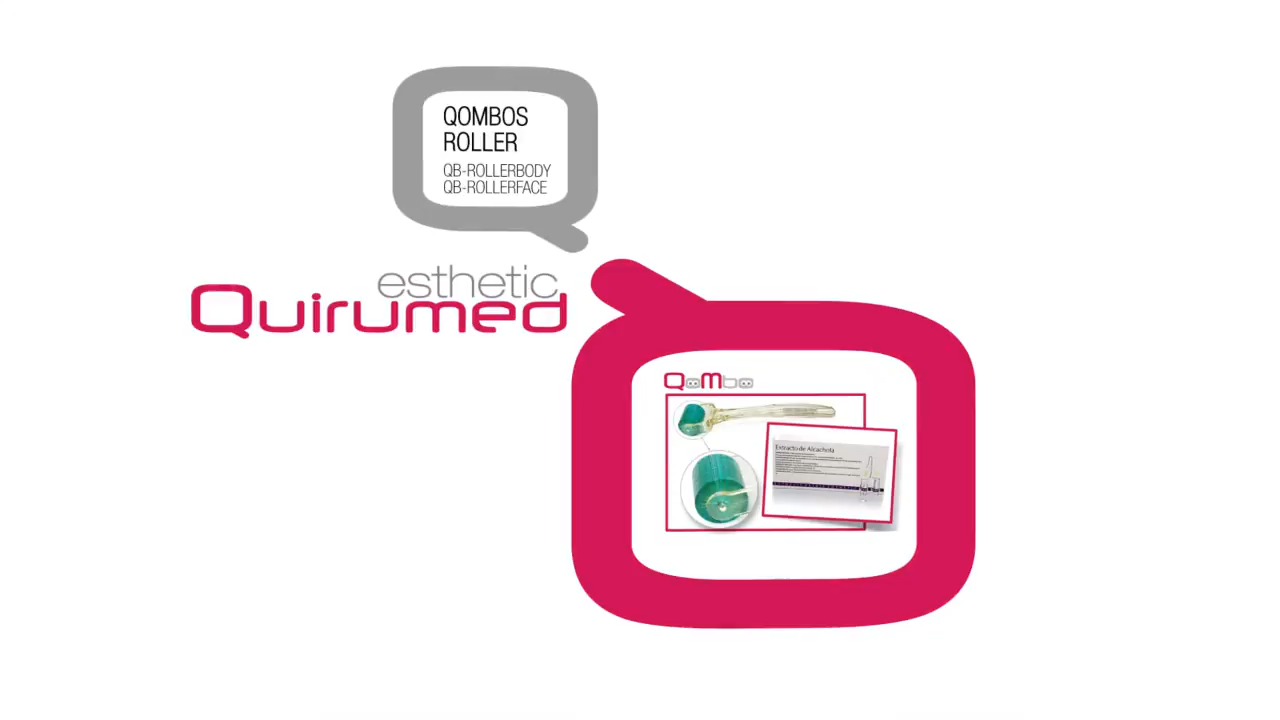 QOMBOS
ROLLER
QB-ROLLERBODY
QB-ROLLERFACE
esthetic
Quirumed
QoMbo
Extracto de Alcachofa